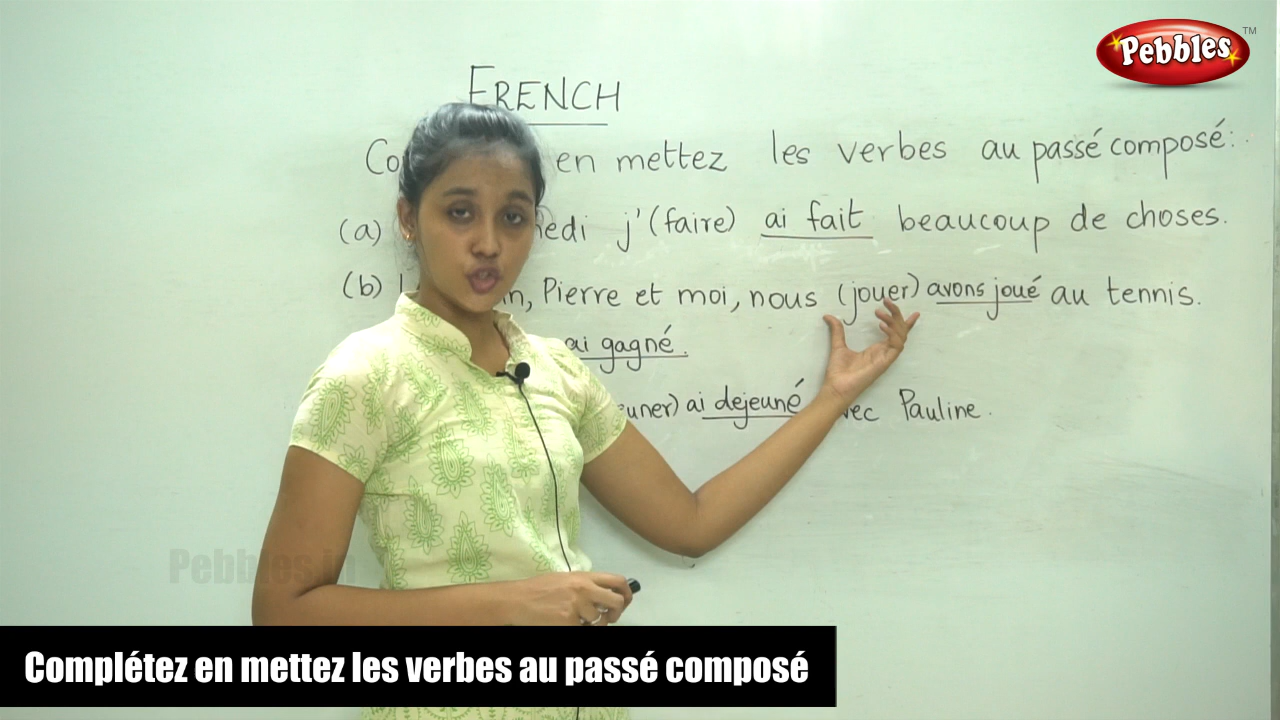 Pebbles TM
FRENCH
en mettez les verbes au passé composé:
(a) j'(faire) ai fait beaucoup de choses.
(b) Pierre et moi, nous (jouer) avons joué au tennis.
ai gagné.
ai dejeuné Pauline.
Pebbles.in
Complétez en mettez les verbes au passé composé